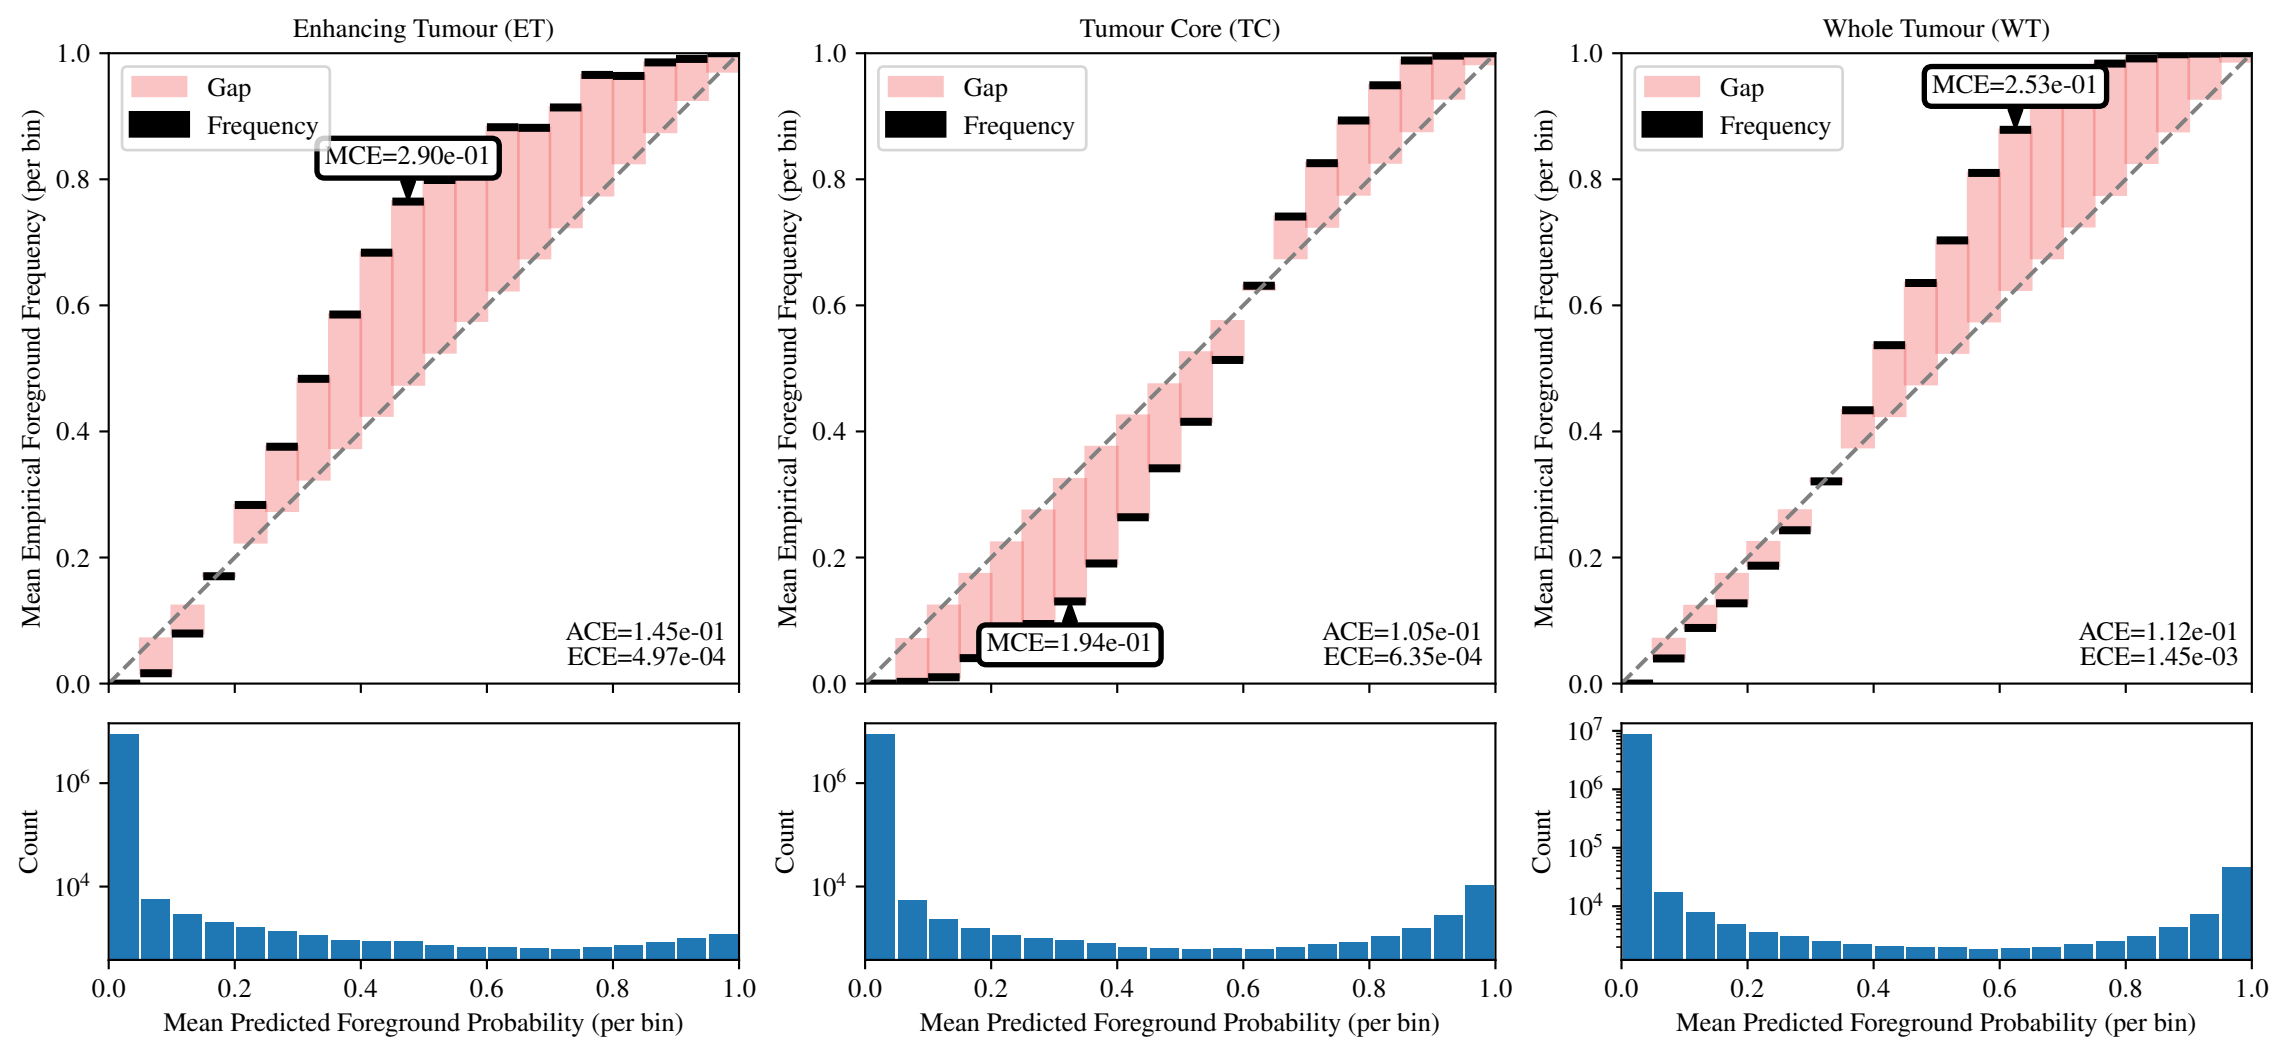 Enhancing Tumour (ET)
Mean Empirical Foreground Frequency (per bin)
1.0
0.8
0.6
0.4
0.2
0.0
Gap
Frequency
MCE=2.90e-01
ACE=1.45e-01
ECE=4.97e-04
Count
10^6
10^4
0.0 0.2 0.4 0.6 0.8 1.0
Mean Predicted Foreground Probability (per bin)
Tumour Core (TC)
Mean Empirical Foreground Frequency (per bin)
1.0
0.8
0.6
0.4
0.2
0.0
Gap
Frequency
MCE=1.94e-01
ACE=1.05e-01
ECE=6.35e-04
Count
10^6
10^4
0.0 0.2 0.4 0.6 0.8 1.0
Mean Predicted Foreground Probability (per bin)
Whole Tumour (WT)
Mean Empirical Foreground Frequency (per bin)
1.0
0.8
0.6
0.4
0.2
0.0
Gap
Frequency
MCE=2.53e-01
ACE=1.12e-01
ECE=1.45e-03
Count
10^7
10^6
10^5
10^4
0.0 0.2 0.4 0.6 0.8 1.0
Mean Predicted Foreground Probability (per bin)